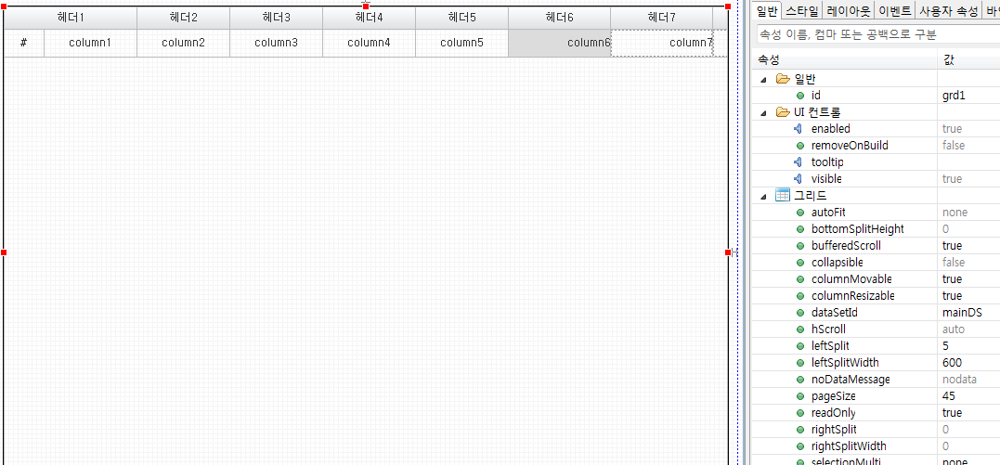 헤더1 헤더2 헤더3 헤더4 헤더5 헤더6 헤더7
# column1 column2 column3 column4 column5 column6 column7
일반 스타일 레이아웃 이벤트 사용자 속성
속성 이름, 컴마 또는 공백으로 구분
속성 값
일반
id grd1
UI 컨트롤
enabled true
removeOnBuild false
tooltip
visible true
그리드
autoFit none
bottomSplitHeight 0
bufferedScroll true
collapsible false
columnMovable true
columnResizable true
dataSetId mainDS
hScroll auto
leftSplit 5
leftSplitWidth 600
noDataMessage nodata
pageSize 45
readOnly true
rightSplit 0
rightSplitWidth 0
selectionMulti none